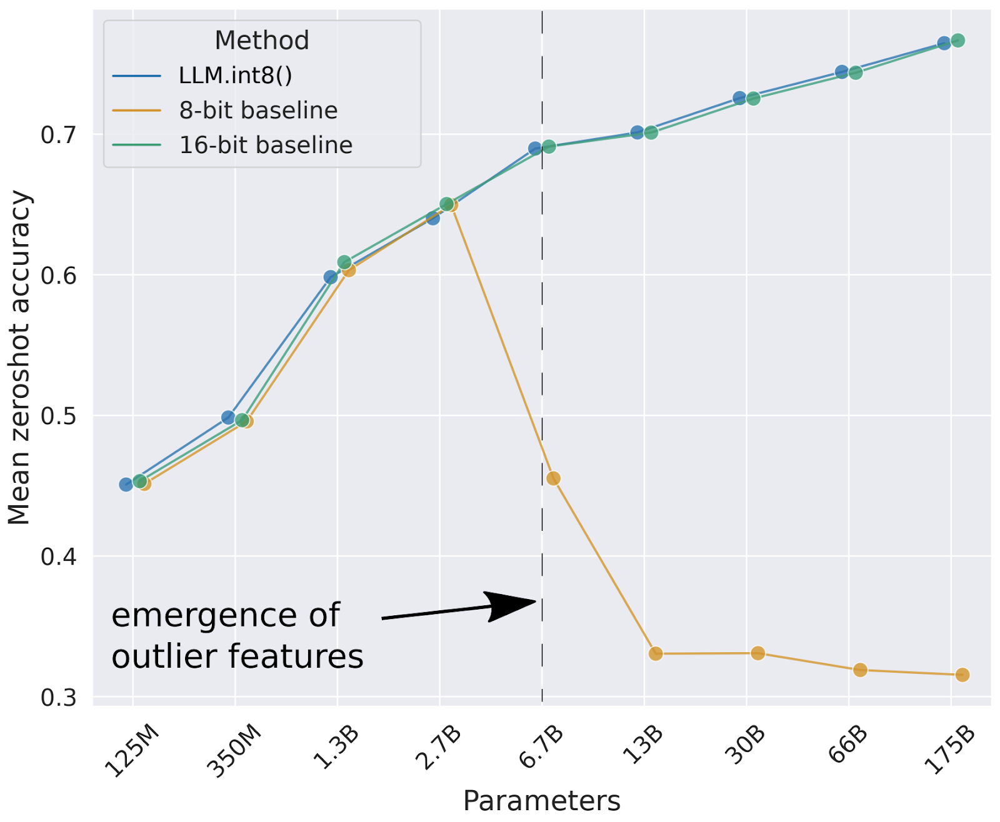 Method
LLM.int8()
8-bit baseline
16-bit baseline
Mean zeroshot accuracy
0.7
0.6
0.5
0.4
0.3
emergence of
outlier features
125M
350M
1.3B
2.7B
6.7B
13B
30B
66B
175B
Parameters